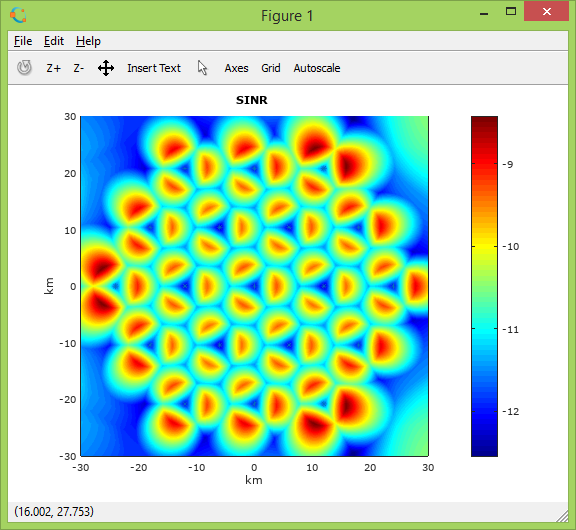 Figure 1
File Edit Help
Z+ Z- Insert Text Axes Grid Autoscale
SINR
30
20
10
0
-10
-20
-30
km
-30 -20 -10 0 10 20 30
km
-9
-10
-11
-12
(16.002, 27.753)